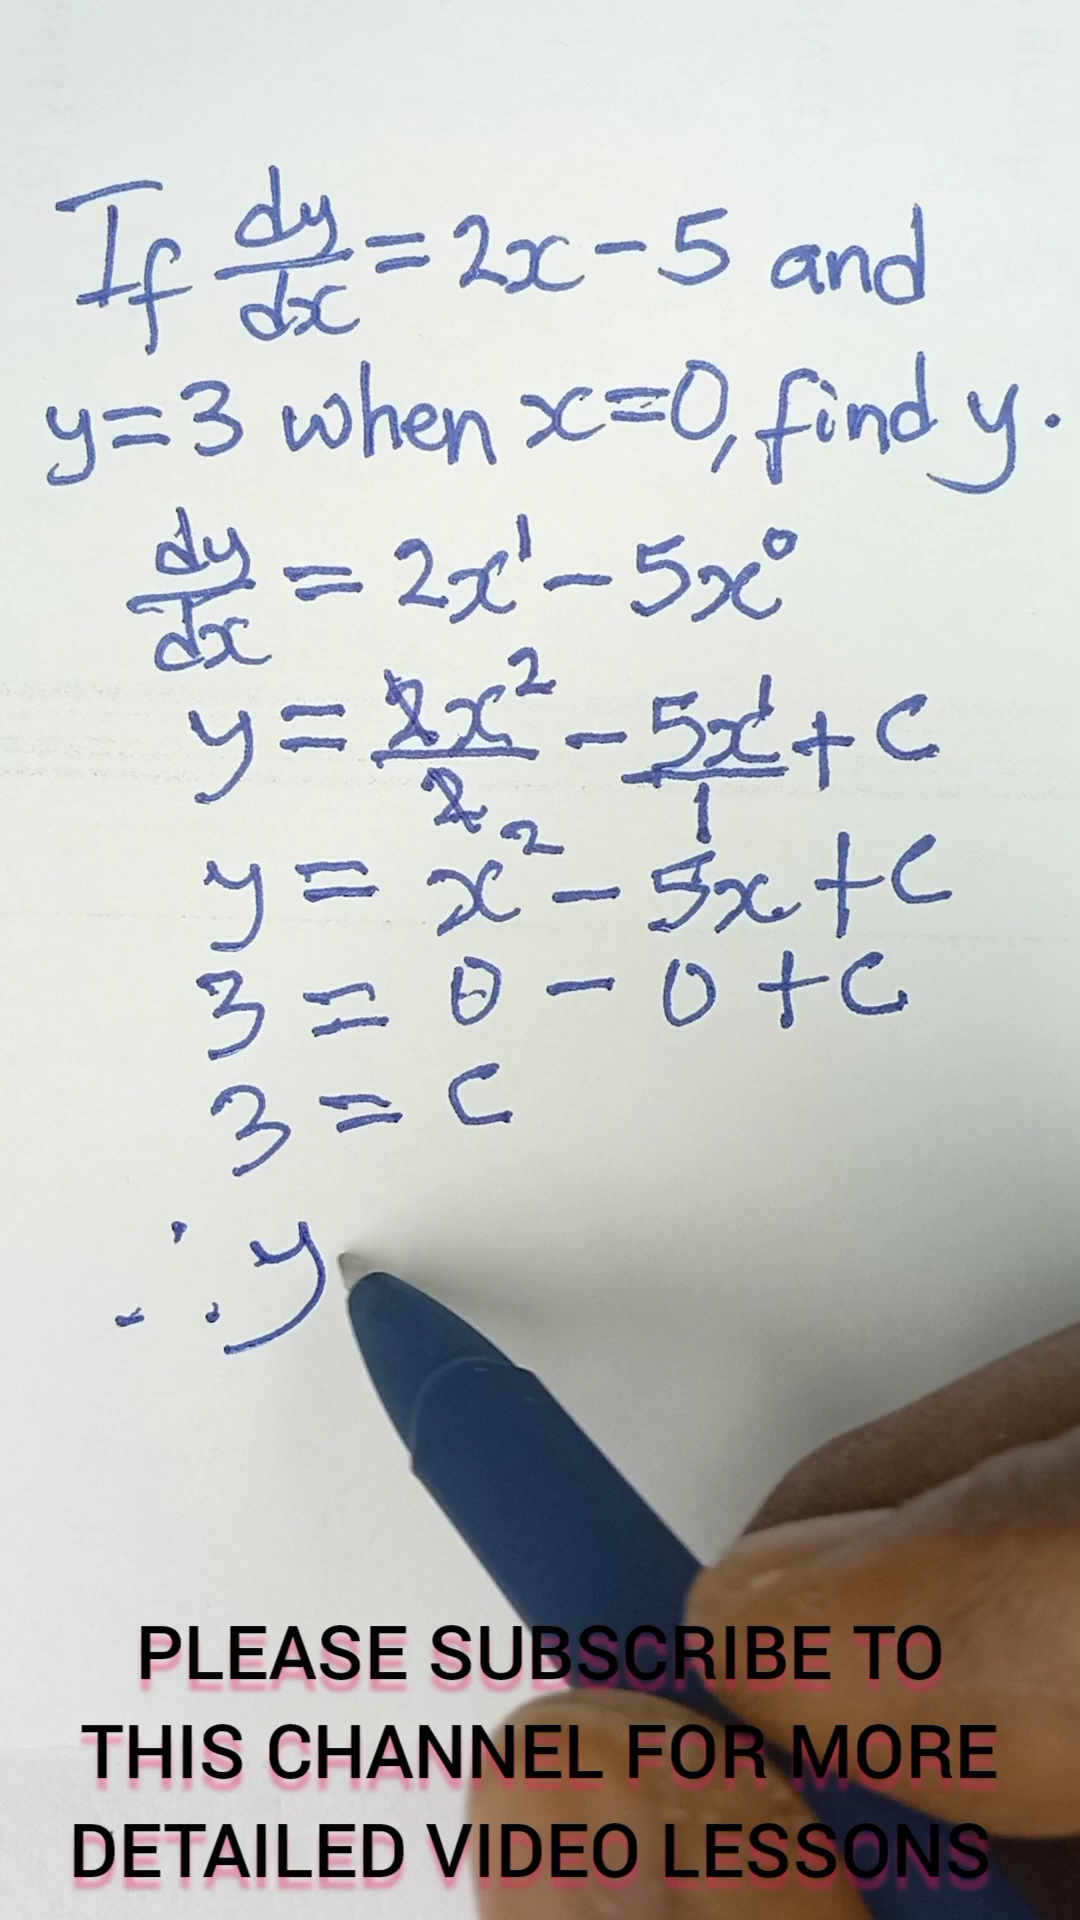 If dy/dx = 2x - 5 and
y = 3 when x = 0, find y.
dy/dx = 2x¹ - 5x⁰
y = 2x²/2 - 5x¹/1 + c
y = x² - 5x + c
3 = 0 - 0 + c
3 = c
∴ y
PLEASE SUBSCRIBE TO
THIS CHANNEL FOR MORE
DETAILED VIDEO LESSONS